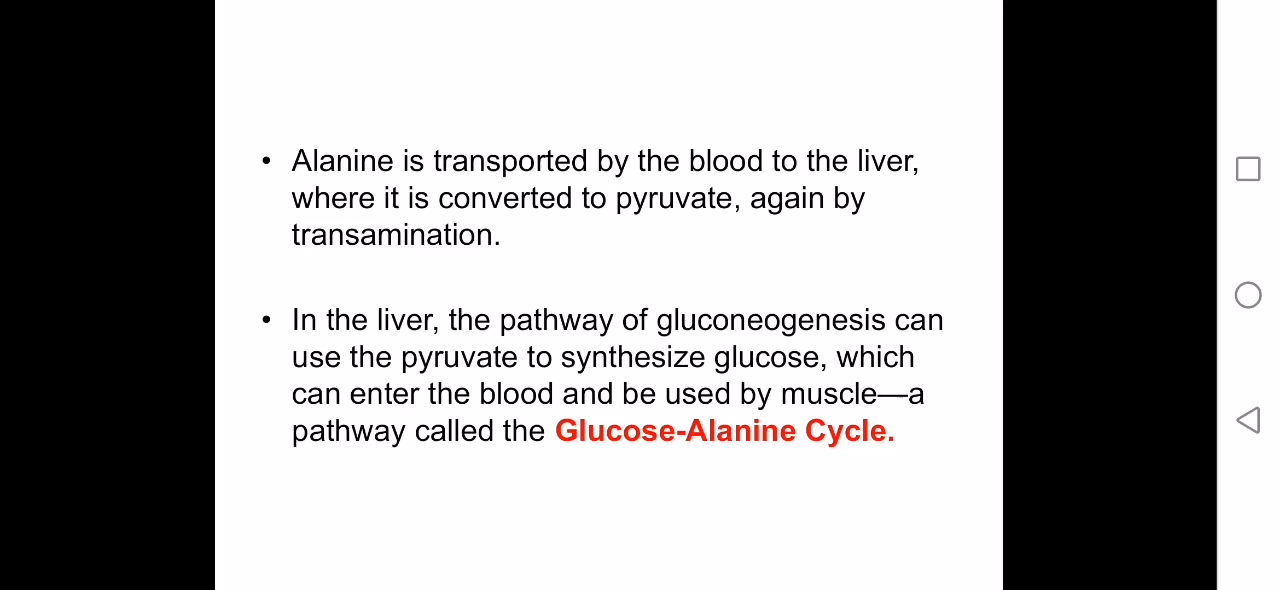 • Alanine is transported by the blood to the liver,
where it is converted to pyruvate, again by
transamination.
• In the liver, the pathway of gluconeogenesis can
use the pyruvate to synthesize glucose, which
can enter the blood and be used by muscle—a
pathway called the Glucose-Alanine Cycle.